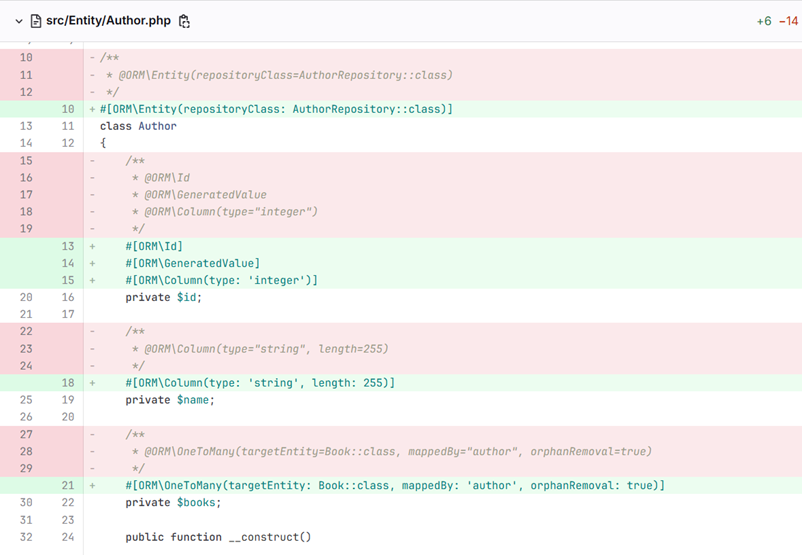 src/Entity/Author.php +6 −14
10 - /**
11 - * @ORM\Entity(repositoryClass=AuthorRepository::class)
12 - */
10 + #[ORM\Entity(repositoryClass: AuthorRepository::class)]
13 11 class Author
14 12 {
15 - /**
16 - * @ORM\Id
17 - * @ORM\GeneratedValue
18 - * @ORM\Column(type="integer")
19 - */
13 + #[ORM\Id]
14 + #[ORM\GeneratedValue]
15 + #[ORM\Column(type: 'integer')]
20 16 private $id;
21 17
22 - /**
23 - * @ORM\Column(type="string", length=255)
24 - */
18 + #[ORM\Column(type: 'string', length: 255)]
25 19 private $name;
26 20
27 - /**
28 - * @ORM\OneToMany(targetEntity=Book::class, mappedBy="author", orphanRemoval=true)
29 - */
21 + #[ORM\OneToMany(targetEntity: Book::class, mappedBy: 'author', orphanRemoval: true)]
30 22 private $books;
31 23
32 24 public function __construct()